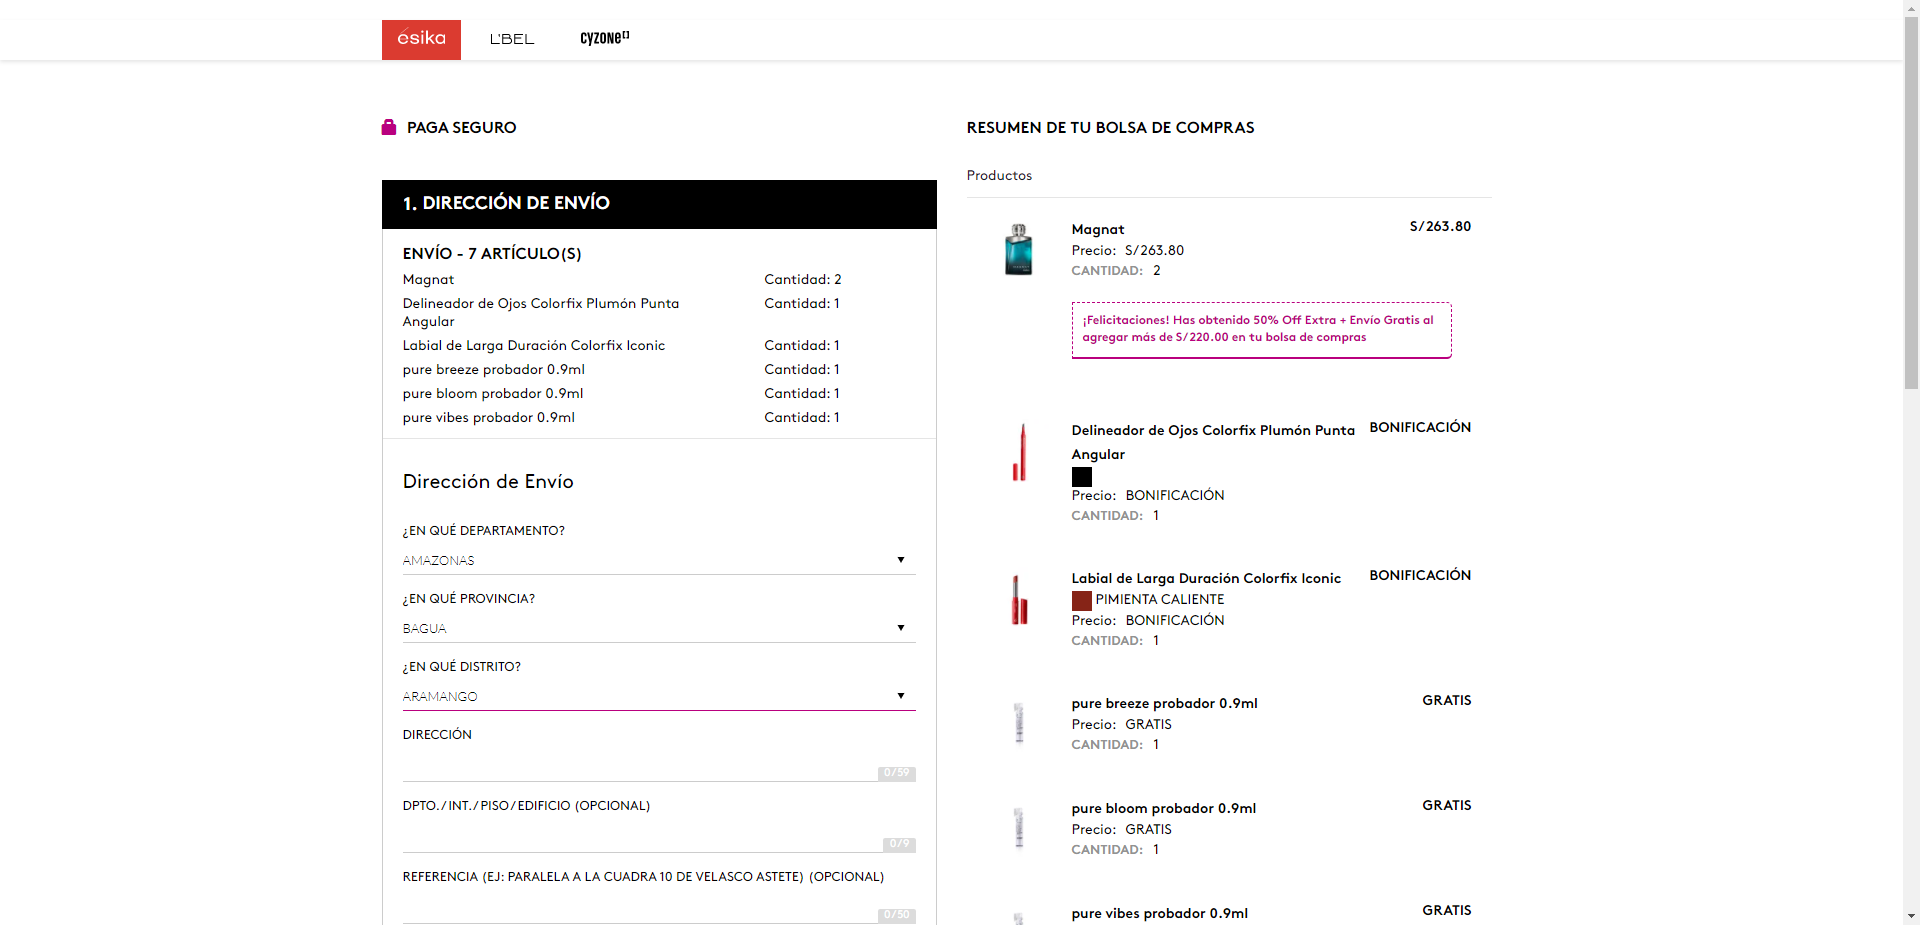 ésika
L'BEL
cyzone
PAGA SEGURO
1. DIRECCIÓN DE ENVÍO
ENVÍO - 7 ARTÍCULO(S)
Magnat Cantidad: 2
Delineador de Ojos Colorfix Plumón Punta Cantidad: 1
Angular
Labial de Larga Duración Colorfix Iconic Cantidad: 1
pure breeze probador 0.9ml Cantidad: 1
pure bloom probador 0.9ml Cantidad: 1
pure vibes probador 0.9ml Cantidad: 1
Dirección de Envío
¿EN QUÉ DEPARTAMENTO?
AMAZONAS
¿EN QUÉ PROVINCIA?
BAGUA
¿EN QUÉ DISTRITO?
ARAMANGO
DIRECCIÓN
0/59
DPTO./INT./PISO/EDIFICIO (OPCIONAL)
0/9
REFERENCIA (EJ: PARALELA A LA CUADRA 10 DE VELASCO ASTETE) (OPCIONAL)
0/50
RESUMEN DE TU BOLSA DE COMPRAS
Productos
Magnat S/263.80
Precio: S/263.80
CANTIDAD: 2
¡Felicitaciones! Has obtenido 50% Off Extra + Envío Gratis al
agregar más de S/220.00 en tu bolsa de compras
Delineador de Ojos Colorfix Plumón Punta BONIFICACIÓN
Angular
Precio: BONIFICACIÓN
CANTIDAD: 1
Labial de Larga Duración Colorfix Iconic BONIFICACIÓN
PIMIENTA CALIENTE
Precio: BONIFICACIÓN
CANTIDAD: 1
pure breeze probador 0.9ml GRATIS
Precio: GRATIS
CANTIDAD: 1
pure bloom probador 0.9ml GRATIS
Precio: GRATIS
CANTIDAD: 1
pure vibes probador 0.9ml GRATIS